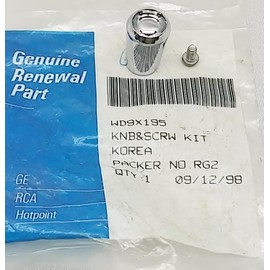 Genuine
Renewal
Part
GE
RCA
Hotpoint
WD9X195
KNB&SCRW KIT
KOREA
PACKER NO.RG2
QTY 1 09/12/98